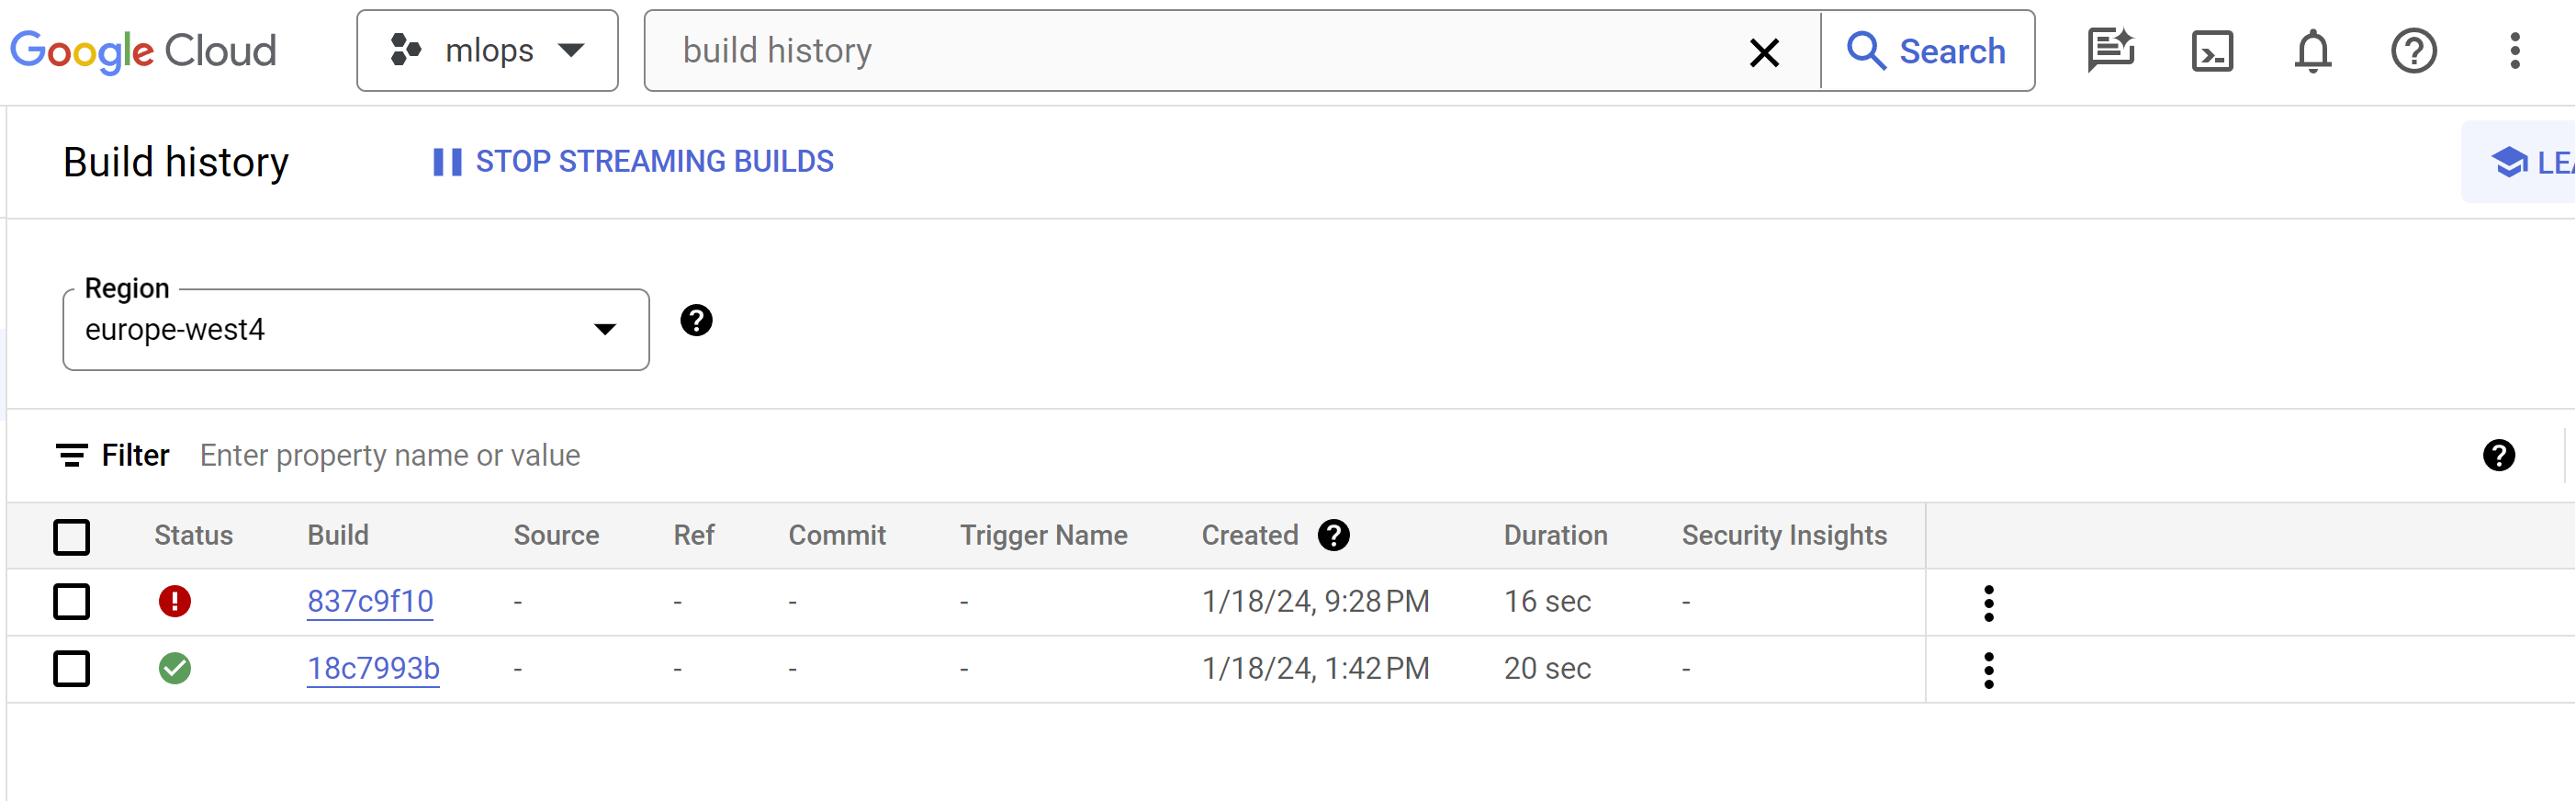 Google Cloud mlops build history Search
Build history STOP STREAMING BUILDS LEA
Region
europe-west4
Filter Enter property name or value
Status Build Source Ref Commit Trigger Name Created Duration Security Insights
837c9f10 - - - - 1/18/24, 9:28 PM 16 sec -
18c7993b - - - - 1/18/24, 1:42 PM 20 sec -